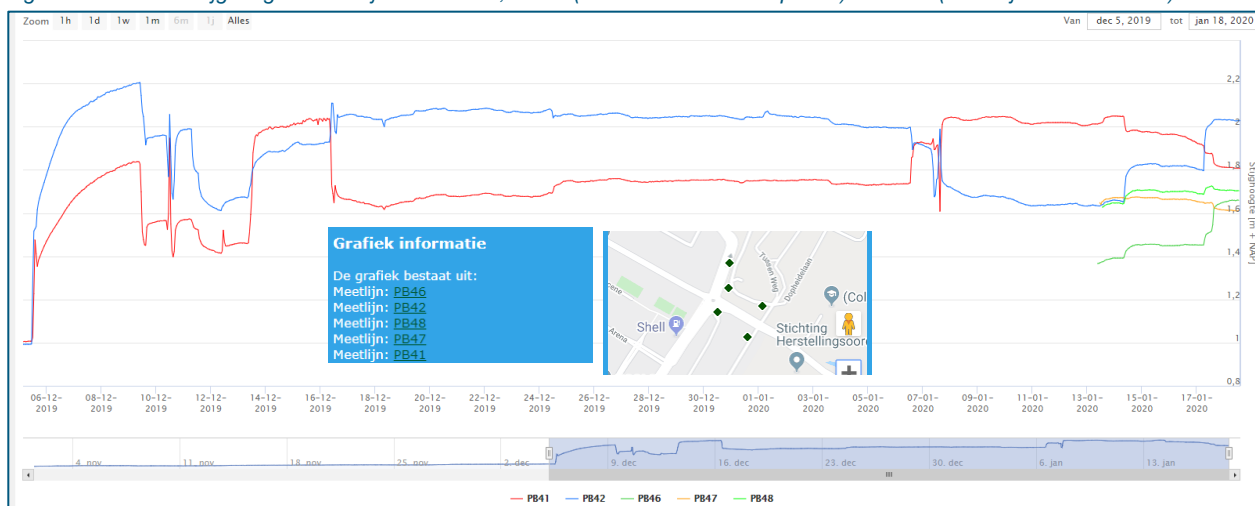 Zoom 1h 1d 1w 1m 6m 1j Alles
Van dec 5, 2019 tot jan 18, 2020
2,2
2
1,8
1,6
1,4
1,2
1
0,8
Stijghoogte [m + NAP]
Grafiek informatie
De grafiek bestaat uit:
Meetlijn: PB46
Meetlijn: PB42
Meetlijn: PB48
Meetlijn: PB47
Meetlijn: PB41
Tuteen Weg
Dopheidelaan
(Col
Shell
Arena
Stichting
Herstellingsoor
06-12-2019 08-12-2019 10-12-2019 12-12-2019 14-12-2019 16-12-2019 18-12-2019 20-12-2019 22-12-2019 24-12-2019 26-12-2019 28-12-2019 30-12-2019 01-01-2020 03-01-2020 05-01-2020 07-01-2020 09-01-2020 11-01-2020 13-01-2020 15-01-2020 17-01-2020
4. nov 11. nov 18. nov 25. nov 2. dec 9. dec 16. dec 23. dec 30. dec 6. jan 13. jan
PB41 PB42 PB46 PB47 PB48